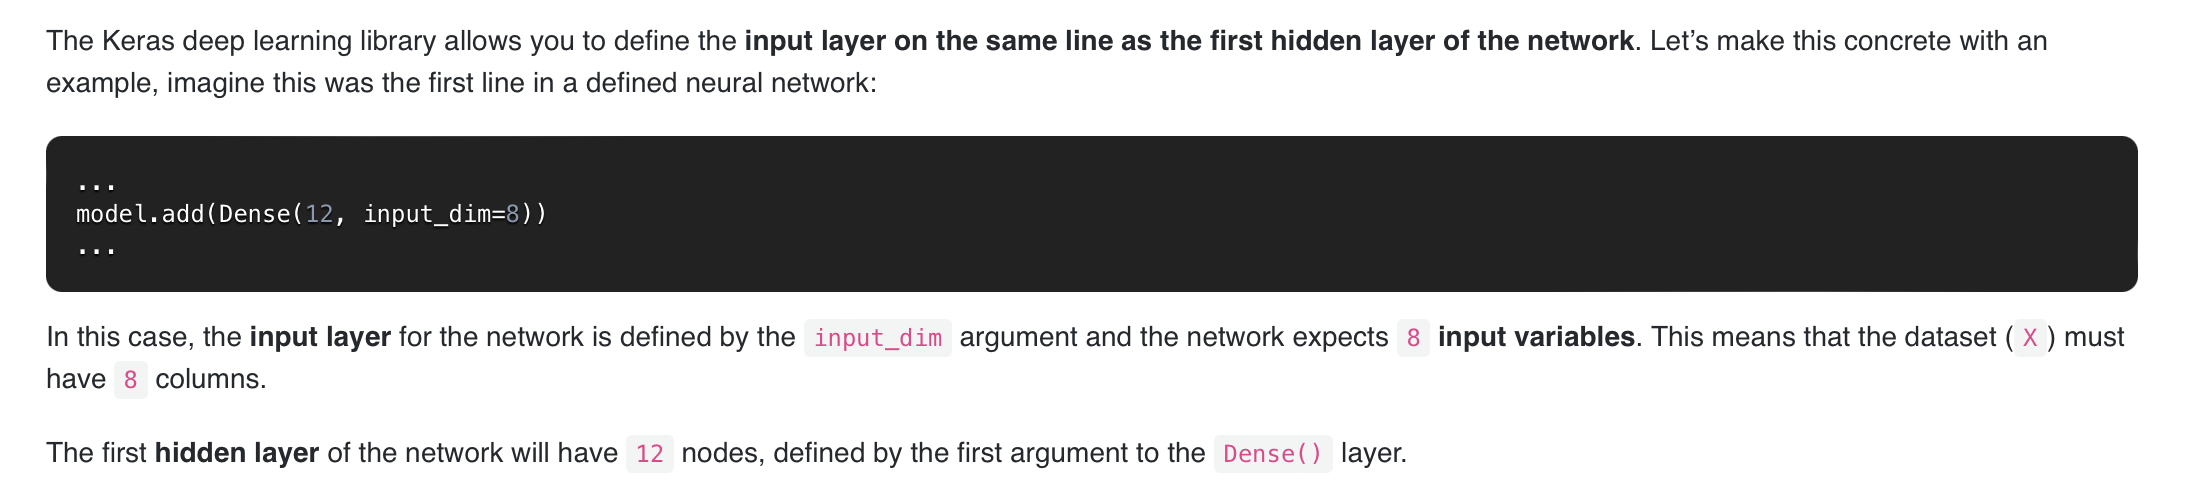 The Keras deep learning library allows you to define the input layer on the same line as the first hidden layer of the network. Let’s make this concrete with an
example, imagine this was the first line in a defined neural network:
...
model.add(Dense(12, input_dim=8))
...
In this case, the input layer for the network is defined by the input_dim argument and the network expects 8 input variables. This means that the dataset ( X ) must
have 8 columns.
The first hidden layer of the network will have 12 nodes, defined by the first argument to the Dense() layer.